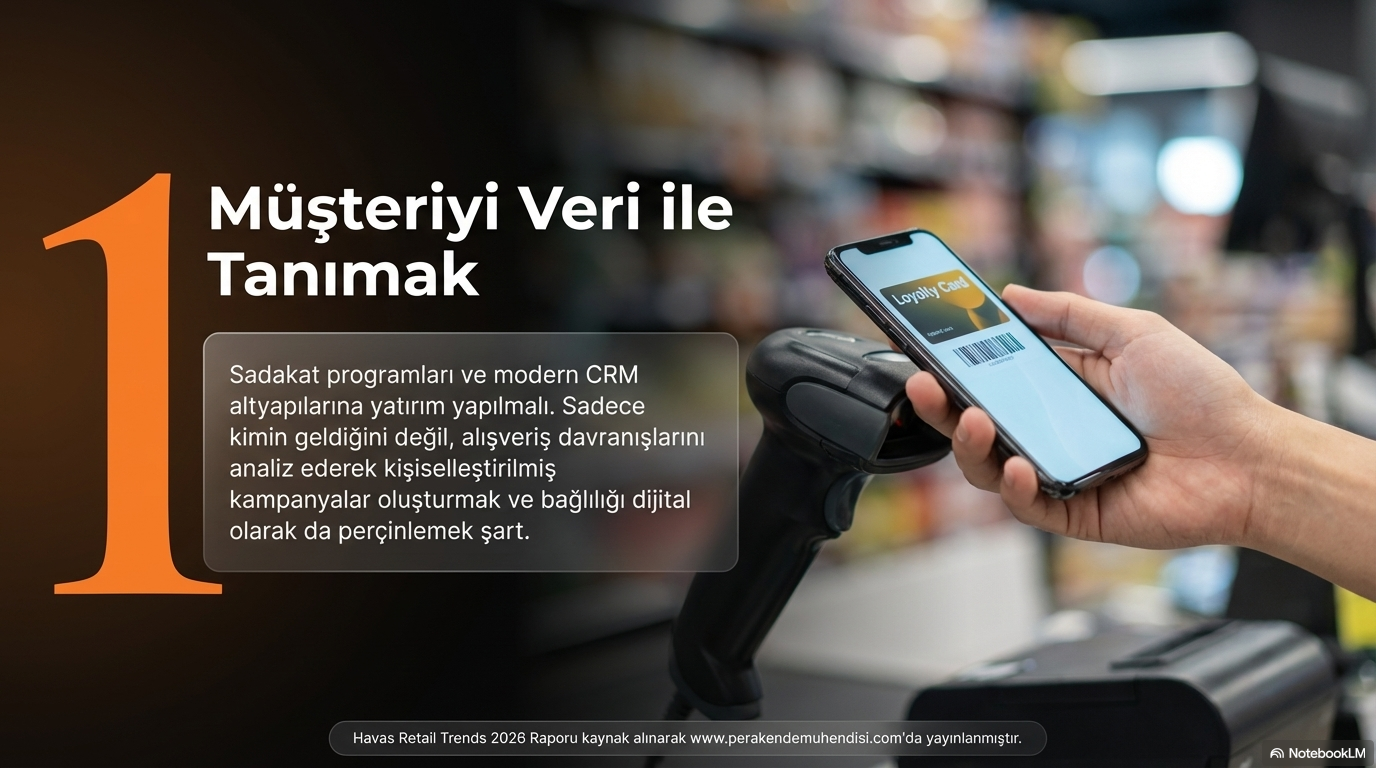 1
Müşteriyi Veri ile
Tanımak
Sadakat programları ve modern CRM
altyapılarına yatırım yapılmalı. Sadece
kimin geldiğini değil, alışveriş davranışlarını
analiz ederek kişiselleştirilmiş
kampanyalar oluşturmak ve bağlılığı dijital
olarak da perçinlemek şart.
Loyolty Card
Havas Retail Trends 2026 Raporu kaynak alınarak www.perakendemuhendisi.com'da yayınlanmıştır.
NotebookLM